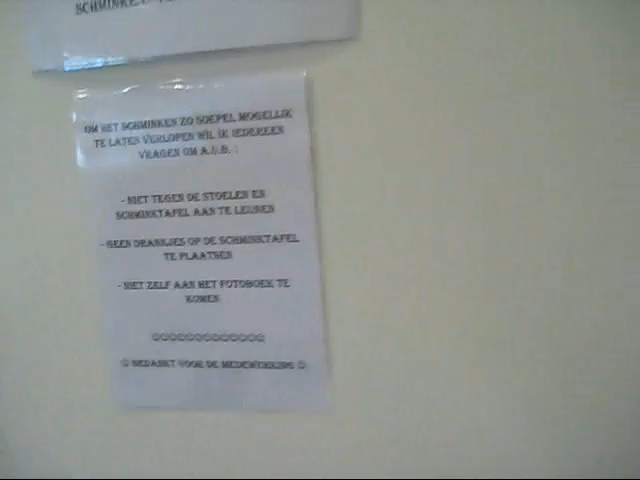 SCHMINKEN
OM HET SCHMINKEN ZO SOEPEL MOGELIJK
TE LATEN VERLOPEN WIL IK IEDEREEN
VRAGEN OM A.U.B. :
- NIET TEGEN DE STOELEN EN
SCHMINKTAFEL AAN TE LEUNEN
- GEEN DRANKJES OP DE SCHMINKTAFEL
TE PLAATSEN
- NIET ZELF AAN HET FOTOBOEK TE
KOMEN
☺☺☺☺☺☺☺☺☺☺☺☺☺
☺ BEDANKT VOOR DE MEDEWERKING ☺